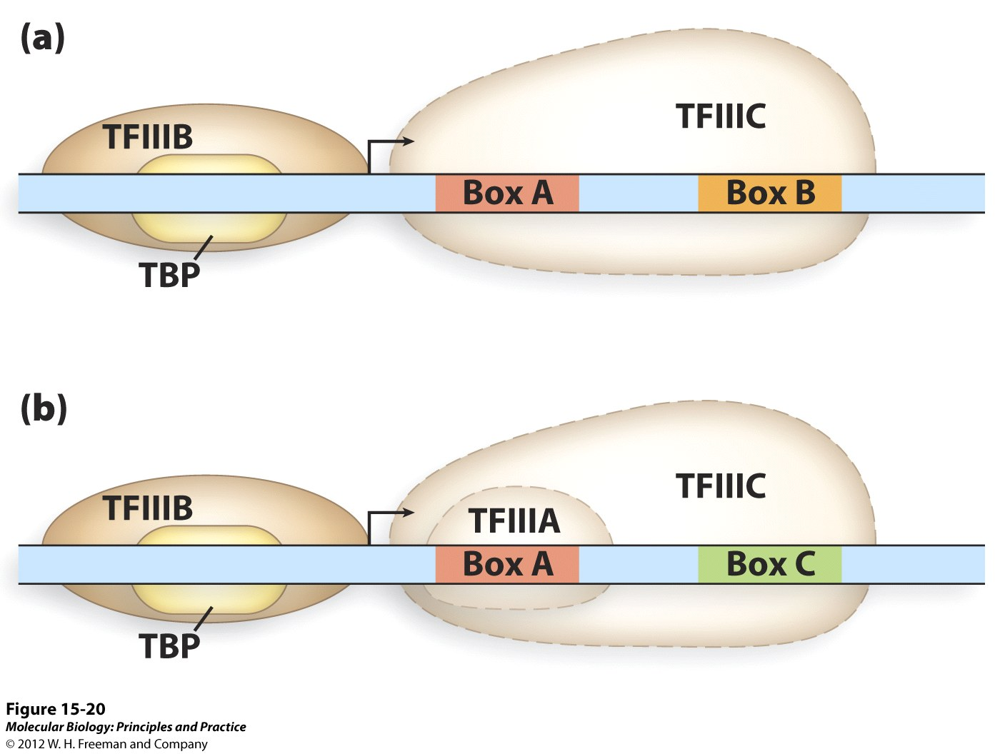 (a)
TFIIIC
TFIIIB
Box A
Box B
TBP
(b)
TFIIIC
TFIIIB
TFIIIA
Box A
Box C
TBP
Figure 15-20
Molecular Biology: Principles and Practice
© 2012 W. H. Freeman and Company